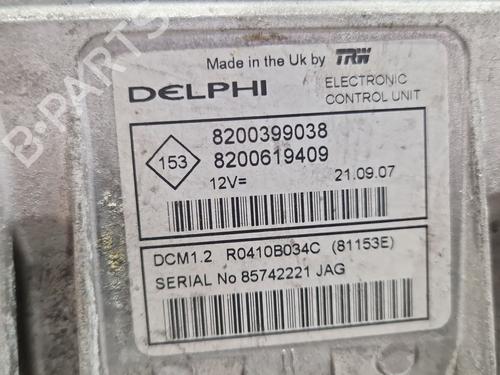 Made in the Uk by TRW
DELPHI ELECTRONIC
CONTROL UNIT
153
8200399038
8200619409
12V= 21.09.07
DCM1.2 R0410B034C (81153E)
SERIAL No 85742221 JAG
B-PARTS